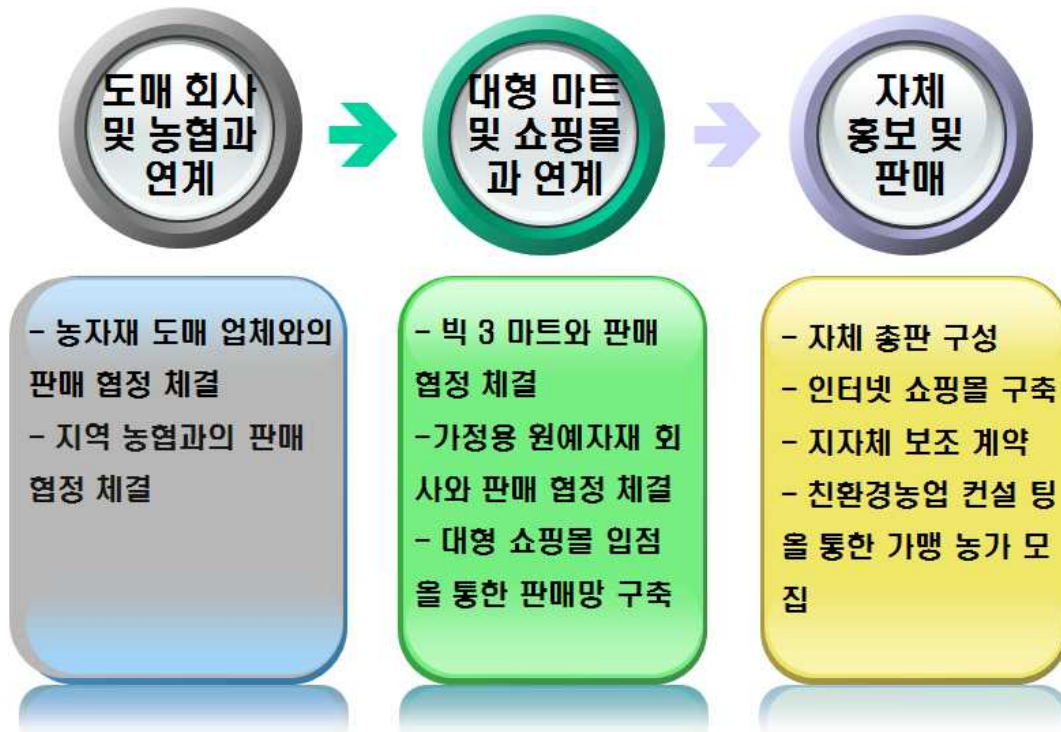 도매 회사
및 농협과
연계
대형 마트
및 쇼핑몰
과 연계
자체
홍보 및
판매
- 농자재 도매 업체와의
판매 협정 체결
- 지역 농협과의 판매
협정 체결
- 빅 3 마트와 판매
협정 체결
-가정용 원예자재 회
사와 판매 협정 체결
- 대형 쇼핑몰 입점
을 통한 판매망 구축
- 자체 총판 구성
- 인터넷 쇼핑몰 구축
- 지자체 보조 계약
- 친환경농업 컨설 팅
을 통한 가맹 농가 모
집